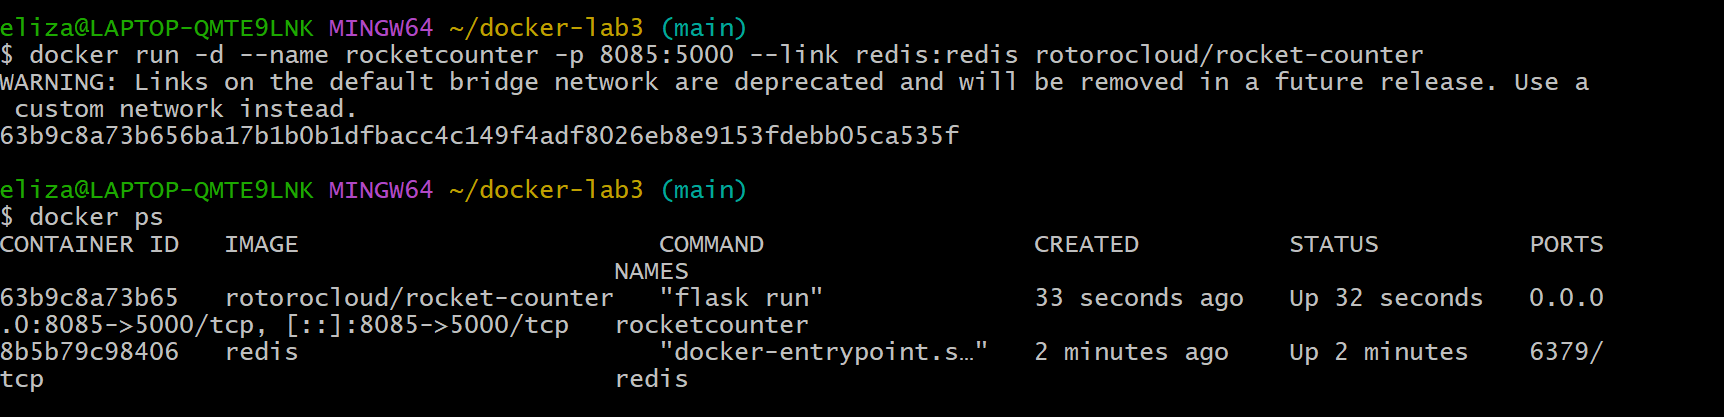 eliza@LAPTOP-QMTE9LNK MINGW64 ~/docker-lab3 (main)
$ docker run -d --name rocketcounter -p 8085:5000 --link redis:redis rotorocloud/rocket-counter
WARNING: Links on the default bridge network are deprecated and will be removed in a future release. Use a
 custom network instead.
63b9c8a73b656ba17b1b0b1dfbacc4c149f4adf8026eb8e9153fdebb05ca535f
eliza@LAPTOP-QMTE9LNK MINGW64 ~/docker-lab3 (main)
$ docker ps
CONTAINER ID   IMAGE                        COMMAND                  CREATED          STATUS          PORTS
                                         NAMES
63b9c8a73b65   rotorocloud/rocket-counter   "flask run"              33 seconds ago   Up 32 seconds   0.0.0
.0:8085->5000/tcp, [::]:8085->5000/tcp   rocketcounter
8b5b79c98406   redis                        "docker-entrypoint.s…"   2 minutes ago    Up 2 minutes    6379/
tcp                                      redis